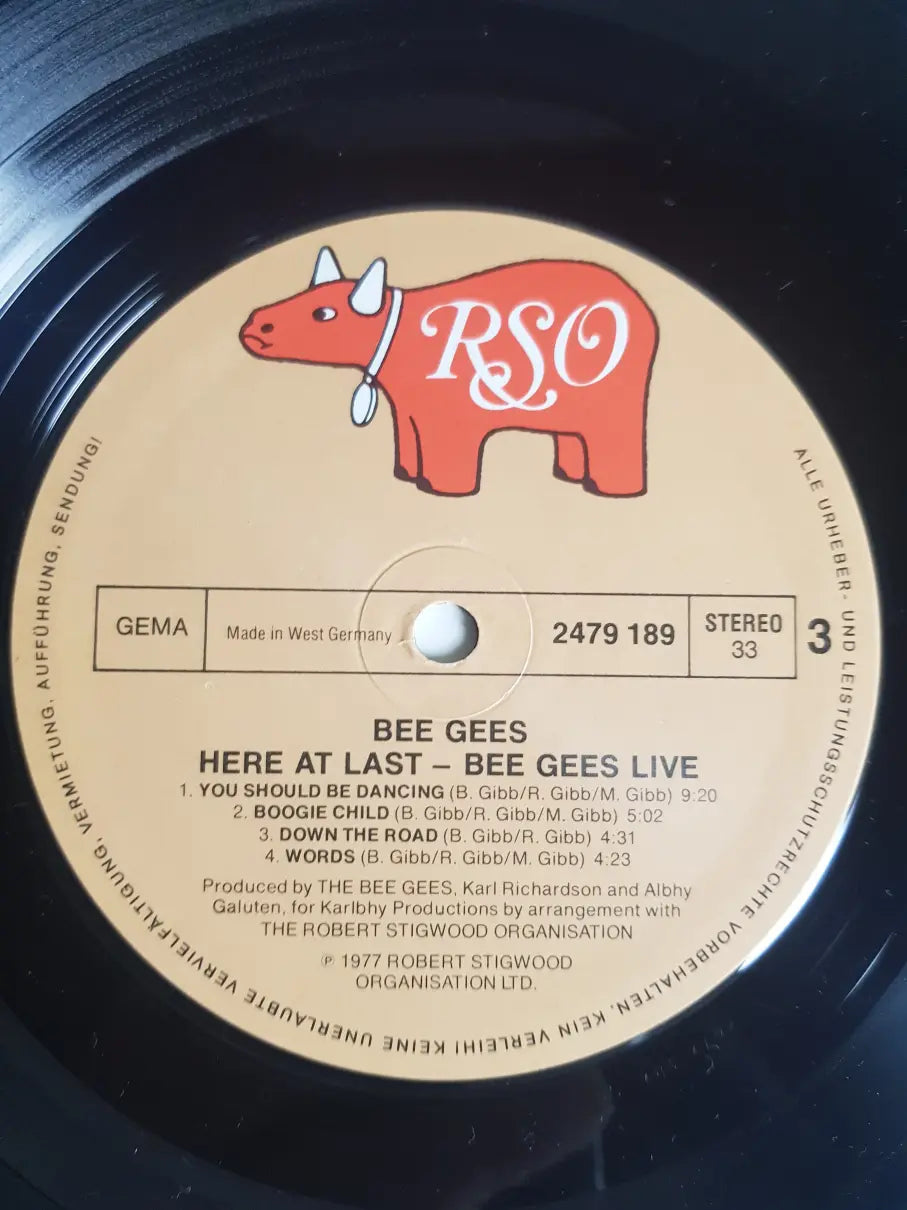 RSO
GEMA
Made in West Germany
2479 189
STEREO
33
3
BEE GEES
HERE AT LAST – BEE GEES LIVE
1. YOU SHOULD BE DANCING (B. Gibb/R. Gibb/M. Gibb) 9:20
2. BOOGIE CHILD (B. Gibb/R. Gibb/M. Gibb) 5:02
3. DOWN THE ROAD (B. Gibb/R. Gibb) 4:31
4. WORDS (B. Gibb/R. Gibb/M. Gibb) 4:23
Produced by THE BEE GEES, Karl Richardson and Albhy
Galuten, for Karlbhy Productions by arrangement with
THE ROBERT STIGWOOD ORGANISATION
℗ 1977 ROBERT STIGWOOD
ORGANISATION LTD.
ALLE URHEBER- UND LEISTUNGSSCHUTZRECHTE VORBEHALTEN. KEIN VERLEIH! KEINE UNERLAUBTE VERVIELFÄLTIGUNG, VERMIETUNG, AUFFÜHRUNG, SENDUNG!